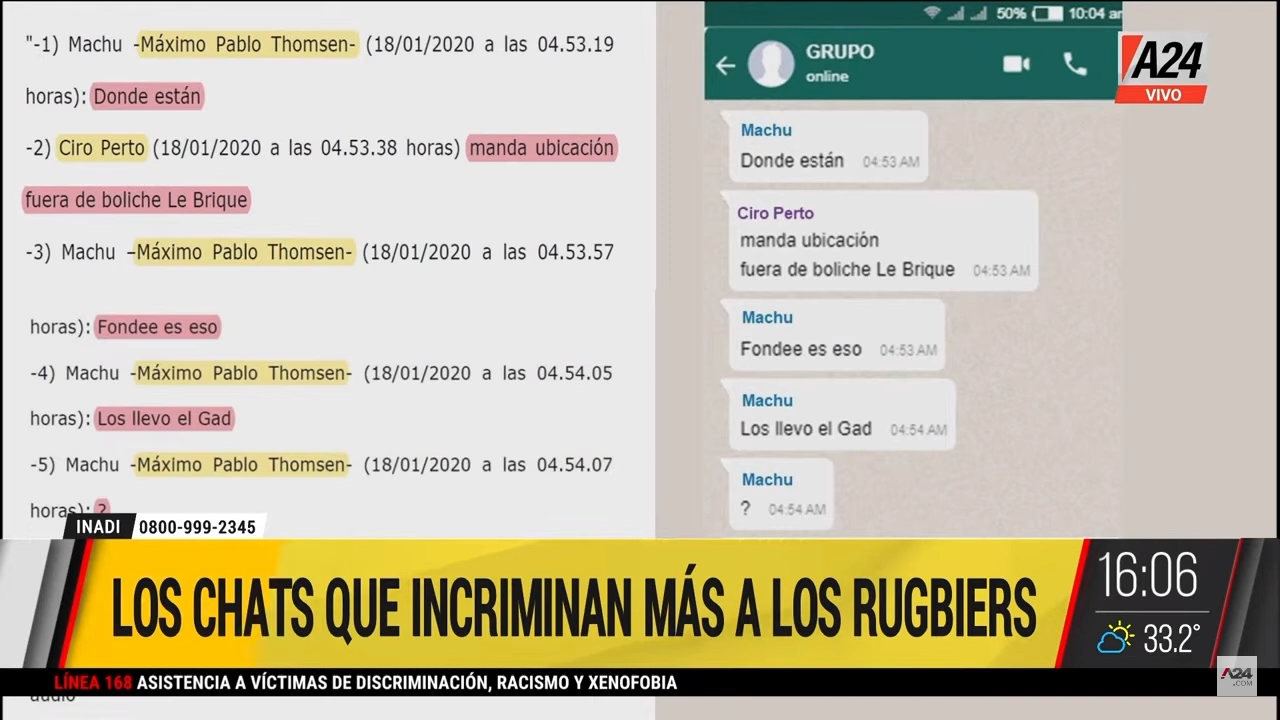 "-1) Machu -Máximo Pablo Thomsen- (18/01/2020 a las 04.53.19
horas): Donde están
-2) Ciro Perto (18/01/2020 a las 04.53.38 horas) manda ubicación
fuera de boliche Le Brique
-3) Machu –Máximo Pablo Thomsen- (18/01/2020 a las 04.53.57
horas): Fondee es eso
-4) Machu -Máximo Pablo Thomsen- (18/01/2020 a las 04.54.05
horas): Los llevo el Gad
-5) Machu -Máximo Pablo Thomsen- (18/01/2020 a las 04.54.07
horas): ?
50% 10:04 am
GRUPO
online
Machu
Donde están 04:53 AM
Ciro Perto
manda ubicación
fuera de boliche Le Brique 04:53 AM
Machu
Fondee es eso 04:53 AM
Machu
Los llevo el Gad 04:54 AM
Machu
? 04:54 AM
A24
VIVO
INADI 0800-999-2345
LOS CHATS QUE INCRIMINAN MÁS A LOS RUGBIERS
16:06
33.2°
LÍNEA 168 ASISTENCIA A VÍCTIMAS DE DISCRIMINACIÓN, RACISMO Y XENOFOBIA
A24
.COM
audio